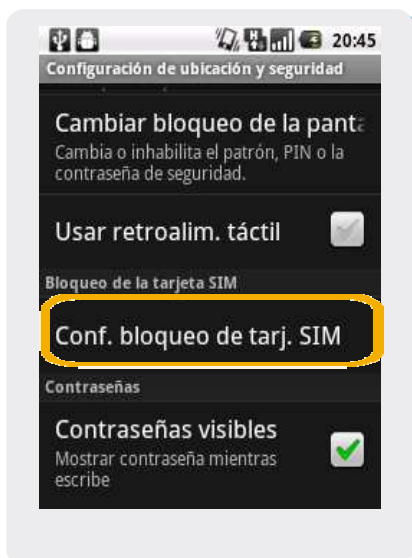 20:45
Configuración de ubicación y seguridad
Cambiar bloqueo de la panta
Cambia o inhabilita el patrón, PIN o la
contraseña de seguridad.
Usar retroalim. táctil
Bloqueo de la tarjeta SIM
Conf. bloqueo de tarj. SIM
Contraseñas
Contraseñas visibles
Mostrar contraseña mientras
escribe